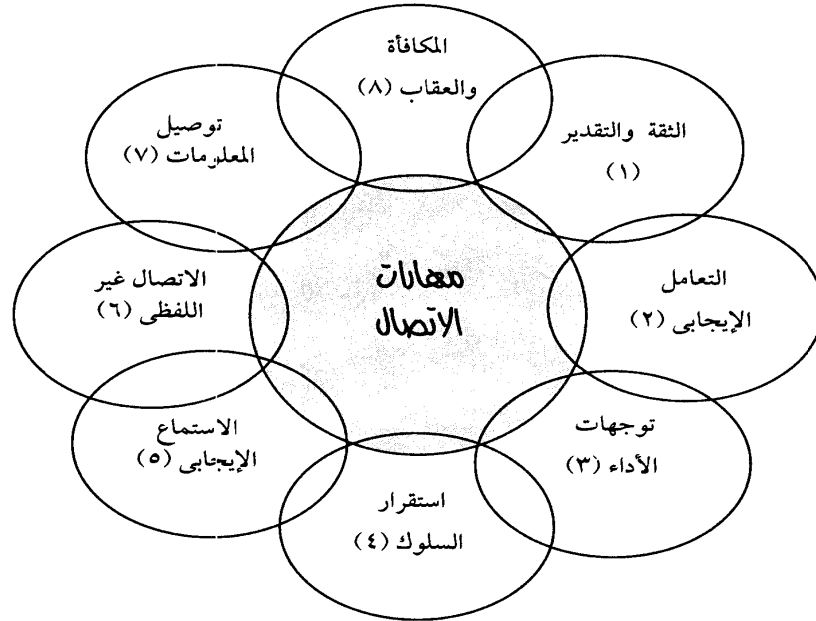 مهارات
الاتصال
الثقة والتقدير
(١)
التعامل
الإيجابى (٢)
توجهات
الأداء (٣)
استقرار
السلوك (٤)
الاستماع
الإيجابى (٥)
الاتصال غير
اللفظى (٦)
توصيل
المعلومات (٧)
المكافأة
والعقاب (٨)